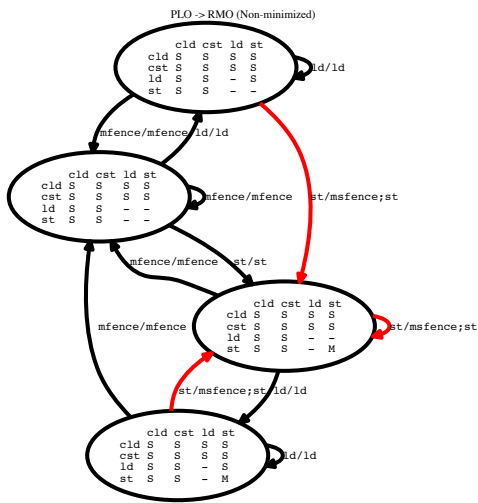 PLO -> RMO (Non-minimized)
cld cst ld st
cld S S S S
cst S S S S
ld S S - S
st S S - -
ld/ld
mfence/mfence
ld/ld
cld cst ld st
cld S S S S
cst S S S S
ld S S - -
st S S - -
mfence/mfence
st/msfence;st
mfence/mfence
st/st
cld cst ld st
cld S S S S
cst S S S S
ld S S - -
st S S - M
st/msfence;st
mfence/mfence
st/msfence;st
ld/ld
cld cst ld st
cld S S S S
cst S S S S
ld S S - S
st S S - M
ld/ld